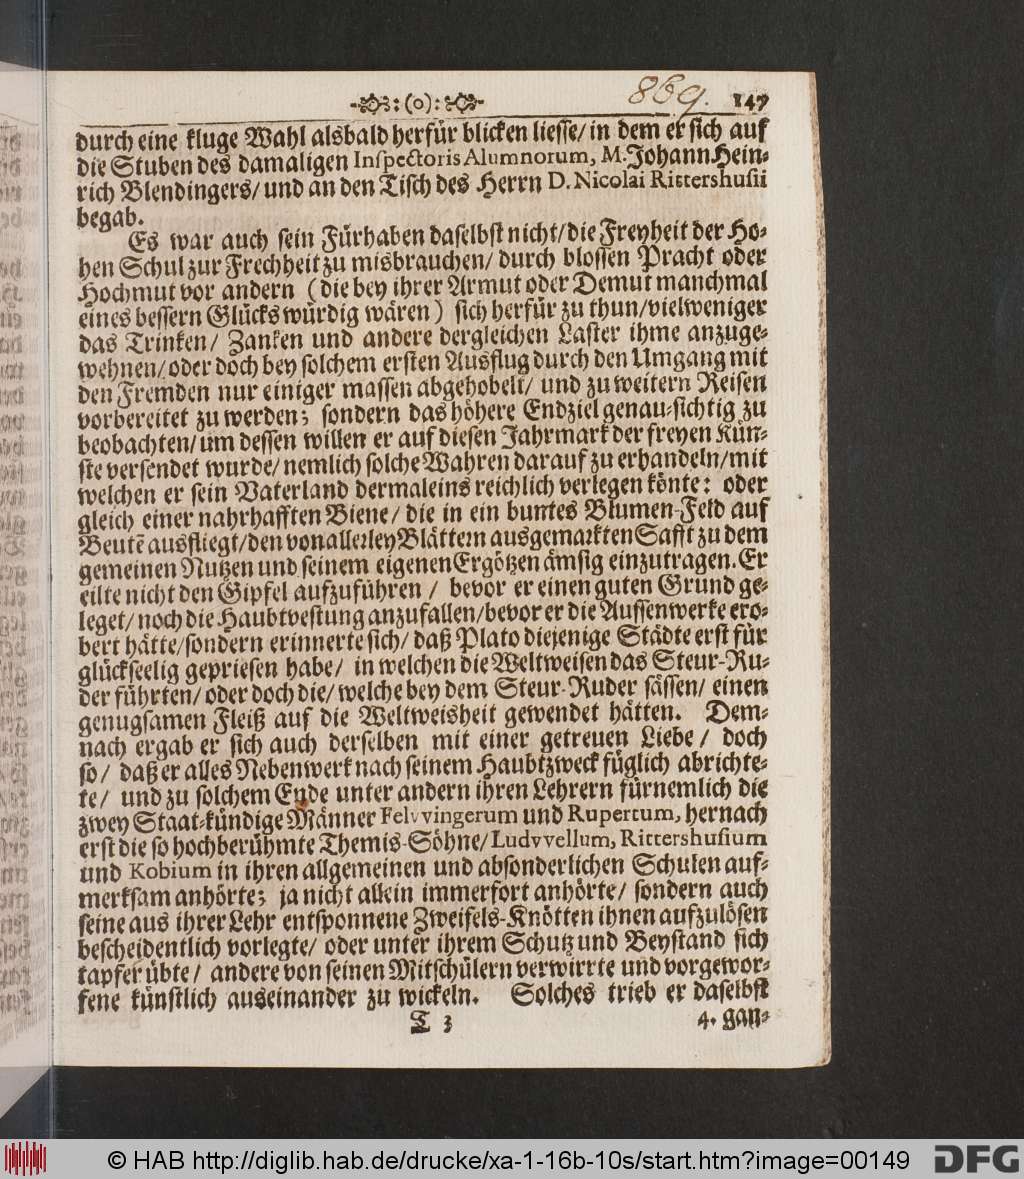 :(o): 869. 147
durch eine kluge Wahl alsbald herfür blicken liesse/ in dem er sich auf
die Stuben des damaligen Inspectoris Alumnorum, M. Johann Hein-
rich Blendingers/ und an den Tisch des Herrn D. Nicolai Rittershusii
begab.
Es war auch sein Fürhaben daselbst nicht/ die Freyheit der Ho-
hen Schul zur Frechheit zu misbrauchen/ durch blossen Pracht oder
Hochmut vor andern (die bey ihrer Armut oder Demut manchmal
eines bessern Glücks würdig wären) sich herfür zu thun/ vielweniger
das Trinken/ Zanken und andere dergleichen Laster ihme anzuge-
wehnen/ oder doch bey solchem ersten Ausflug durch den Umgang mit
den Fremden nur einiger massen abgehobelt/ und zu weitern Reisen
vorbereitet zu werden; sondern das höhere Endziel genau-sichtig zu
beobachten/ um dessen willen er auf diesen Jahrmark der freyen Kün-
ste versendet wurde/ nemlich solche Wahren darauf zu erhandeln/ mit
welchen er sein Vaterland dermaleins reichlich verlegen könte: oder
gleich einer nahrhafften Biene/ die in ein buntes Blumen-Feld auf
Beutē ausfliegt/ den von allerley Blättern ausgemarkten Safft zu dem
gemeinen Nutzen und seinem eigenen Ergötzen ämsig einzutragen. Er
eilte nicht den Gipfel aufzuführen / bevor er einen guten Grund ge-
leget/ noch die Haubtvestung anzufallen/ bevor er die Aussenwerke ero-
bert hätte/ sondern erinnerte sich/ daß Plato diejenige Städte erst für
glückseelig gepriesen habe/ in welchen die Weltweisen das Steur-Ru-
der führten/ oder doch die/ welche bey dem Steur-Ruder sässen/ einen
genugsamen Fleiß auf die Weltweisheit gewendet hätten. Dem-
nach ergab er sich auch derselben mit einer getreuen Liebe / doch
so/ daß er alles Nebenwerk nach seinem Haubtzweck füglich abrichte-
te/ und zu solchem Ende unter andern ihren Lehrern fürnemlich die
zwey Staat-kündige Männer Felvvingerum und Rupertum, hernach
erst die so hochberühmte Themis-Söhne/ Ludvvellum, Rittershusium
und Kobium in ihren allgemeinen und absonderlichen Schulen auf-
merksam anhörte; ja nicht allein immerfort anhörte/ sondern auch
seine aus ihrer Lehr entsponnene Zweifels-Knötten ihnen aufzulösen
bescheidentlich vorlegte/ oder unter ihrem Schutz und Beystand sich
tapfer übte/ andere von seinen Mitschülern verwirrte und vorgewor-
fene künstlich auseinander zu wickeln. Solches trieb er daselbst
T 3 4. gan-
© HAB http://diglib.hab.de/drucke/xa-1-16b-10s/start.htm?image=00149 DFG